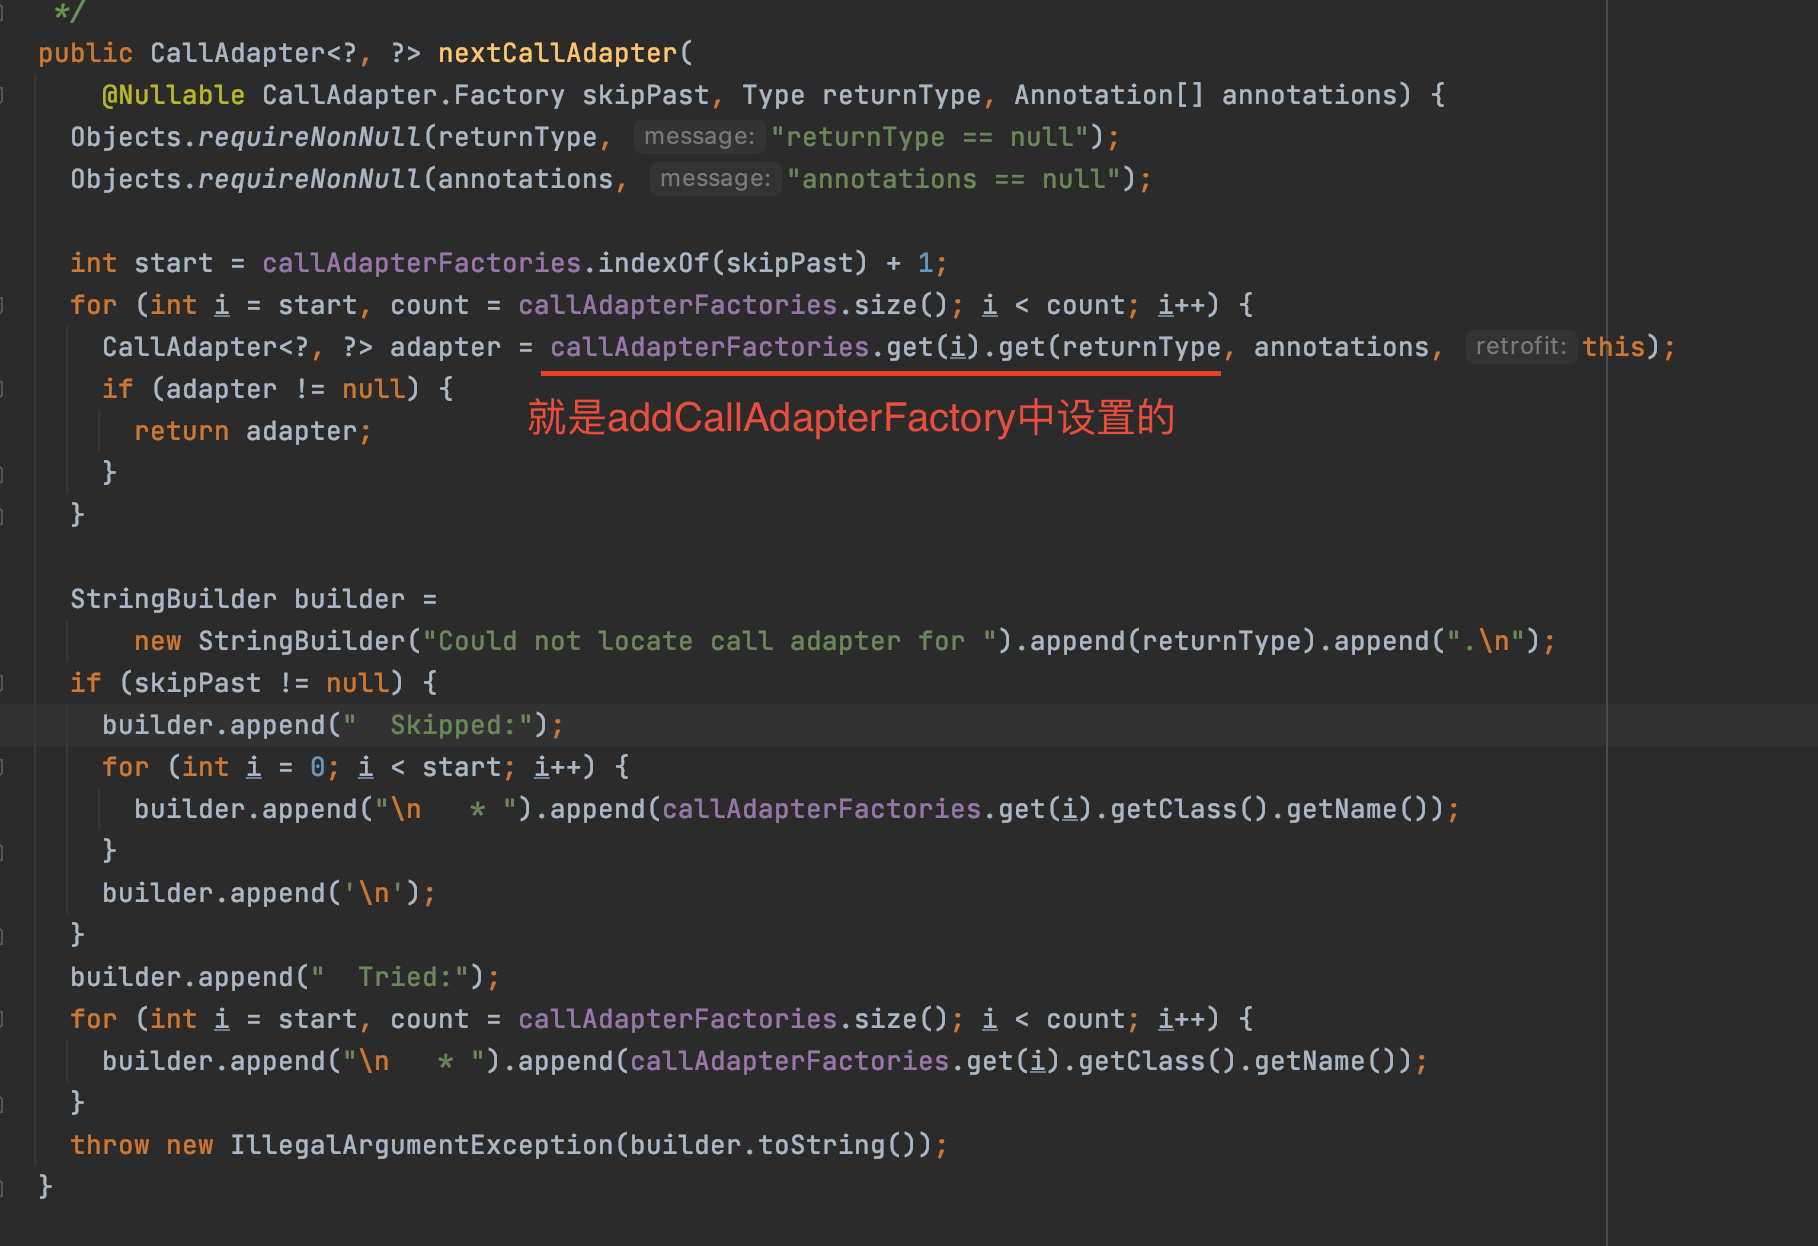 */
public CallAdapter<?, ?> nextCallAdapter(
@Nullable CallAdapter.Factory skipPast, Type returnType, Annotation[] annotations) {
Objects.requireNonNull(returnType, message: "returnType == null");
Objects.requireNonNull(annotations, message: "annotations == null");
int start = callAdapterFactories.indexOf(skipPast) + 1;
for (int i = start, count = callAdapterFactories.size(); i < count; i++) {
CallAdapter<?, ?> adapter = callAdapterFactories.get(i).get(returnType, annotations, retrofit: this);
if (adapter != null) {
就是addCallAdapterFactory中设置的
return adapter;
}
}
StringBuilder builder =
new StringBuilder("Could not locate call adapter for ").append(returnType).append(".\n");
if (skipPast != null) {
builder.append("  Skipped:");
for (int i = 0; i < start; i++) {
builder.append("\n   * ").append(callAdapterFactories.get(i).getClass().getName());
}
builder.append('\n');
}
builder.append("  Tried:");
for (int i = start, count = callAdapterFactories.size(); i < count; i++) {
builder.append("\n   * ").append(callAdapterFactories.get(i).getClass().getName());
}
throw new IllegalArgumentException(builder.toString());
}